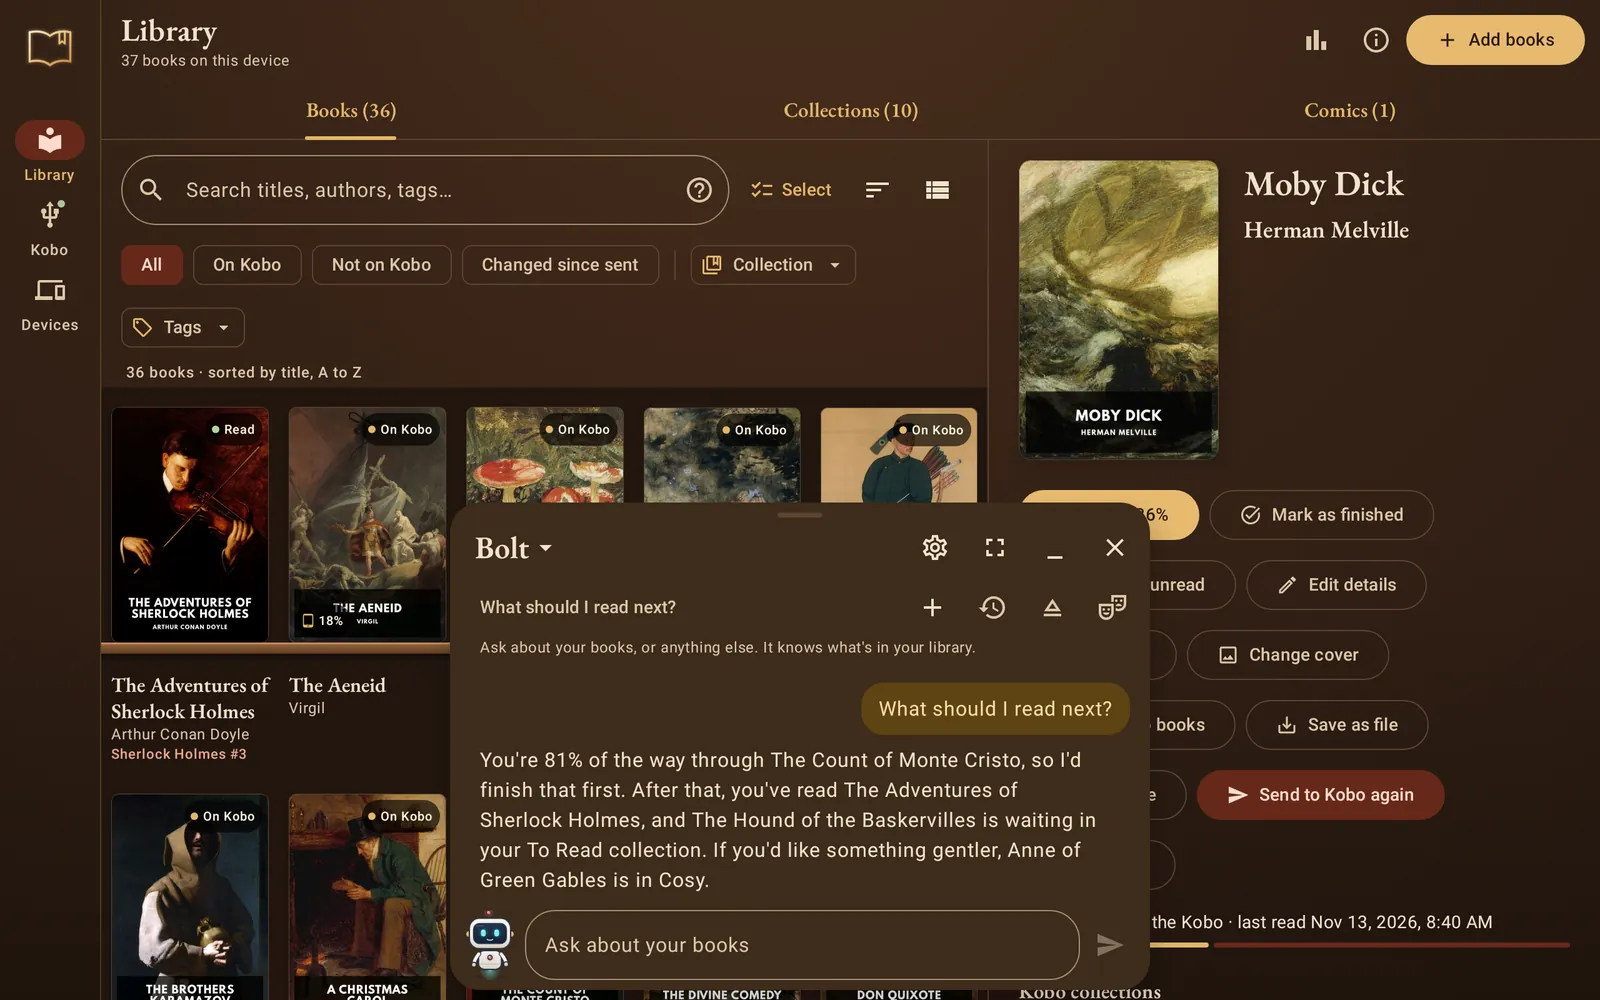 Library
37 books on this device
Add books
Library
Kobo
Devices
Books (36)
Collections (10)
Comics (1)
Search titles, authors, tags…
Select
All
On Kobo
Not on Kobo
Changed since sent
Collection
Tags
36 books · sorted by title, A to Z
Read
THE ADVENTURES OF
SHERLOCK HOLMES
ARTHUR CONAN DOYLE
The Adventures of
Sherlock Holmes
Arthur Conan Doyle
Sherlock Holmes #3
On Kobo
THE AENEID
VIRGIL
18%
The Aeneid
Virgil
On Kobo
On Kobo
On Kobo
On Kobo
THE BROTHERS
KARAMAZOV
On Kobo
A CHRISTMAS
CAROL
THE COUNT OF
MONTE CRISTO
THE DIVINE COMEDY
DON QUIXOTE
MOBY DICK
HERMAN MELVILLE
Moby Dick
Herman Melville
36%
Mark as finished
unread
Edit details
Change cover
books
Save as file
Send to Kobo again
the Kobo · last read Nov 13, 2026, 8:40 AM
Kobo collections
Bolt
What should I read next?
Ask about your books, or anything else. It knows what's in your library.
What should I read next?
You're 81% of the way through The Count of Monte Cristo, so I'd
finish that first. After that, you've read The Adventures of
Sherlock Holmes, and The Hound of the Baskervilles is waiting in
your To Read collection. If you'd like something gentler, Anne of
Green Gables is in Cosy.
Ask about your books